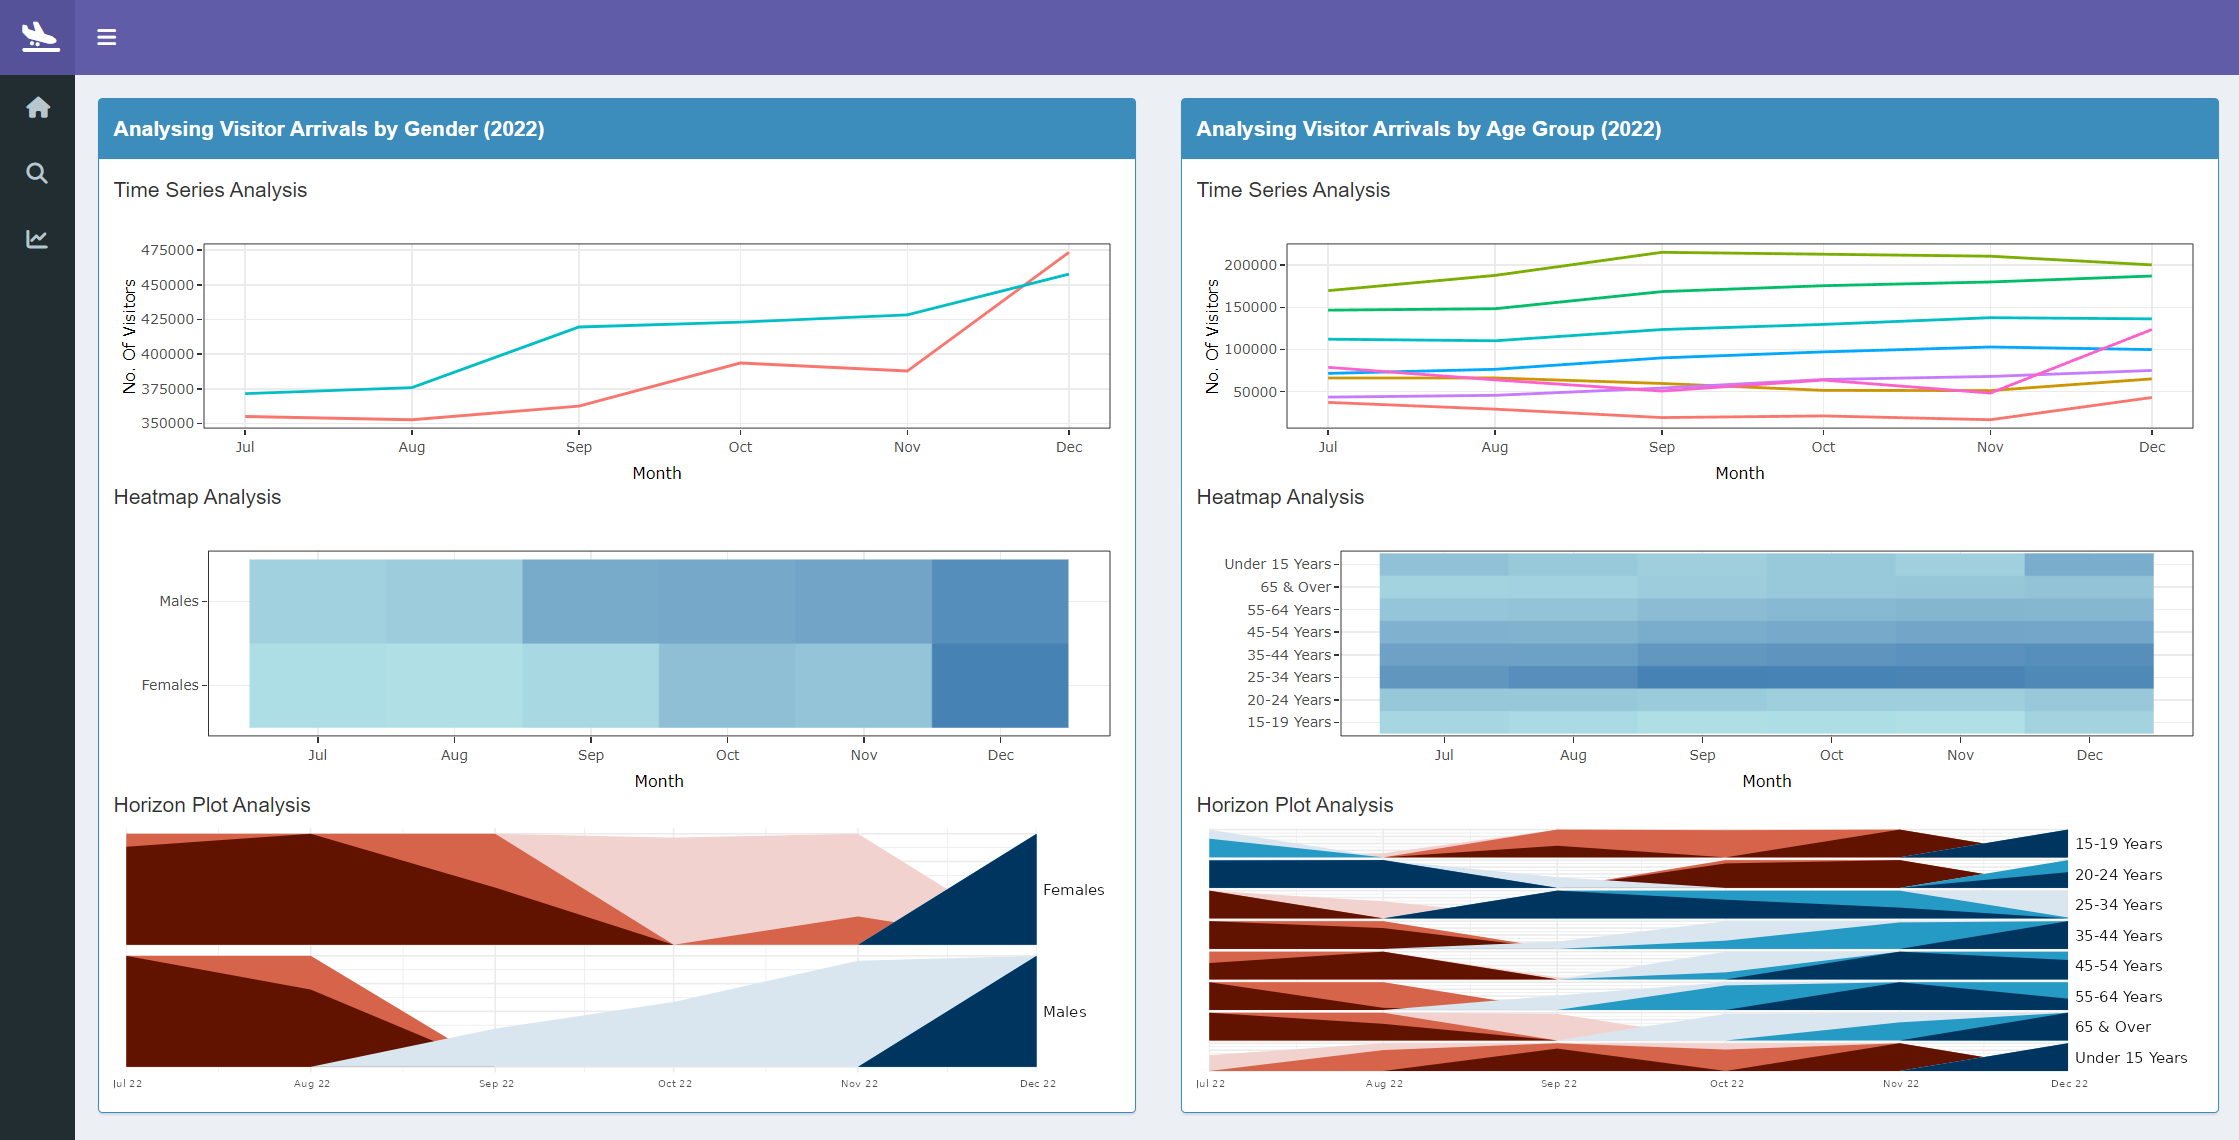 Analysing Visitor Arrivals by Gender (2022)
Time Series Analysis
475000
450000
425000
400000
375000
350000
No. Of Visitors
Jul Aug Sep Oct Nov Dec
Month
Heatmap Analysis
Males
Females
Jul Aug Sep Oct Nov Dec
Month
Horizon Plot Analysis
Females
Males
Jul 22 Aug 22 Sep 22 Oct 22 Nov 22 Dec 22
Analysing Visitor Arrivals by Age Group (2022)
Time Series Analysis
200000
150000
100000
50000
No. Of Visitors
Jul Aug Sep Oct Nov Dec
Month
Heatmap Analysis
Under 15 Years
65 & Over
55-64 Years
45-54 Years
35-44 Years
25-34 Years
20-24 Years
15-19 Years
Jul Aug Sep Oct Nov Dec
Month
Horizon Plot Analysis
15-19 Years
20-24 Years
25-34 Years
35-44 Years
45-54 Years
55-64 Years
65 & Over
Under 15 Years
Jul 22 Aug 22 Sep 22 Oct 22 Nov 22 Dec 22